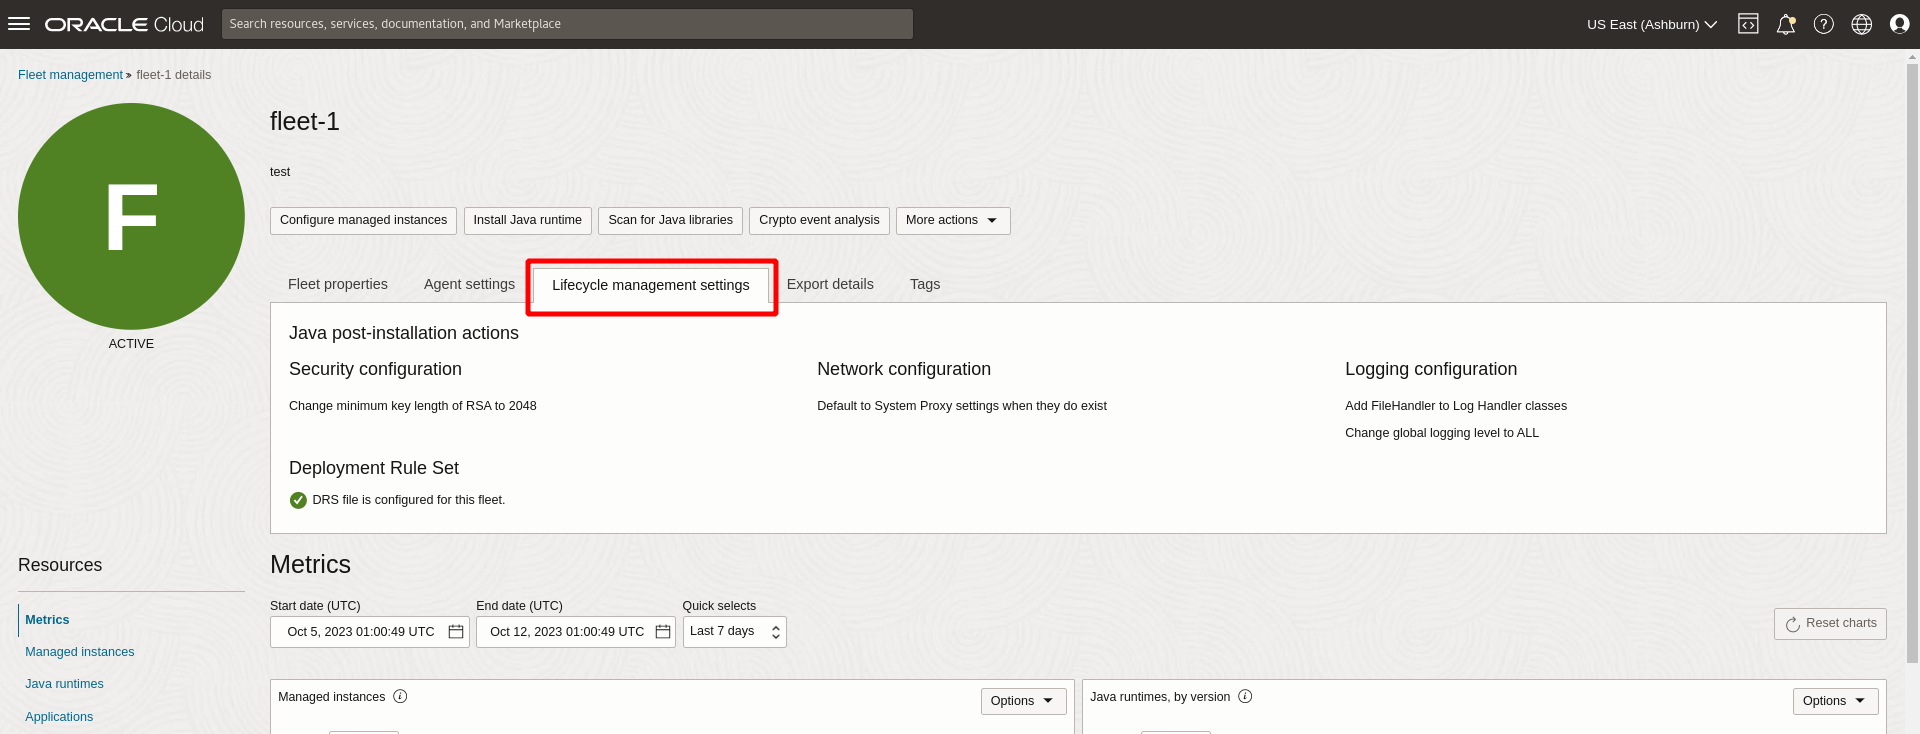 ORACLE Cloud
Search resources, services, documentation, and Marketplace
US East (Ashburn)
Fleet management » fleet-1 details
F
ACTIVE
fleet-1
test
Configure managed instances
Install Java runtime
Scan for Java libraries
Crypto event analysis
More actions
Fleet properties
Agent settings
Lifecycle management settings
Export details
Tags
Java post-installation actions
Security configuration
Change minimum key length of RSA to 2048
Network configuration
Default to System Proxy settings when they do exist
Logging configuration
Add FileHandler to Log Handler classes
Change global logging level to ALL
Deployment Rule Set
DRS file is configured for this fleet.
Resources
Metrics
Managed instances
Java runtimes
Applications
Metrics
Start date (UTC)
Oct 5, 2023 01:00:49 UTC
End date (UTC)
Oct 12, 2023 01:00:49 UTC
Quick selects
Last 7 days
Reset charts
Managed instances
Options
Java runtimes, by version
Options